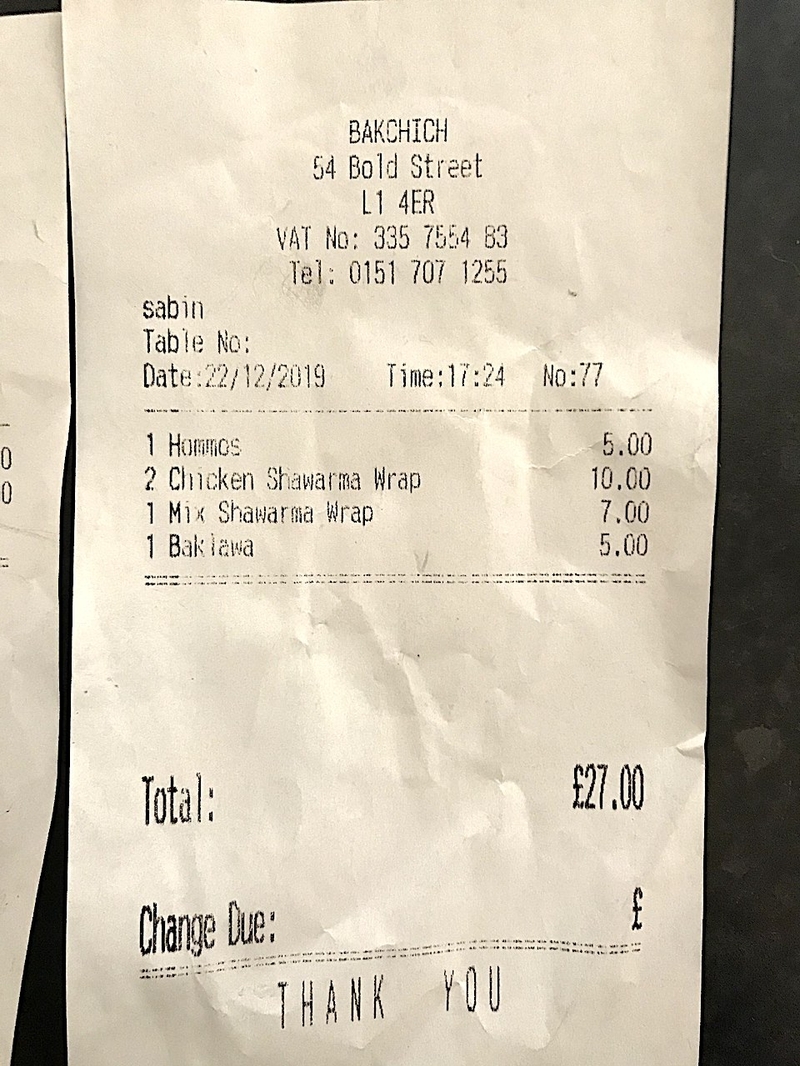 BAKCHICH
54 Bold Street
L1 4ER
VAT No: 335 7554 83
Tel: 0151 707 1255
sabin
Table No:
Date:22/12/2019 Time:17:24 No:77
1 Hommos 5.00
2 Chicken Shawarma Wrap 10.00
1 Mix Shawarma Wrap 7.00
1 Baklawa 5.00
Total: £27.00
Change Due: £
THANK YOU
0
0